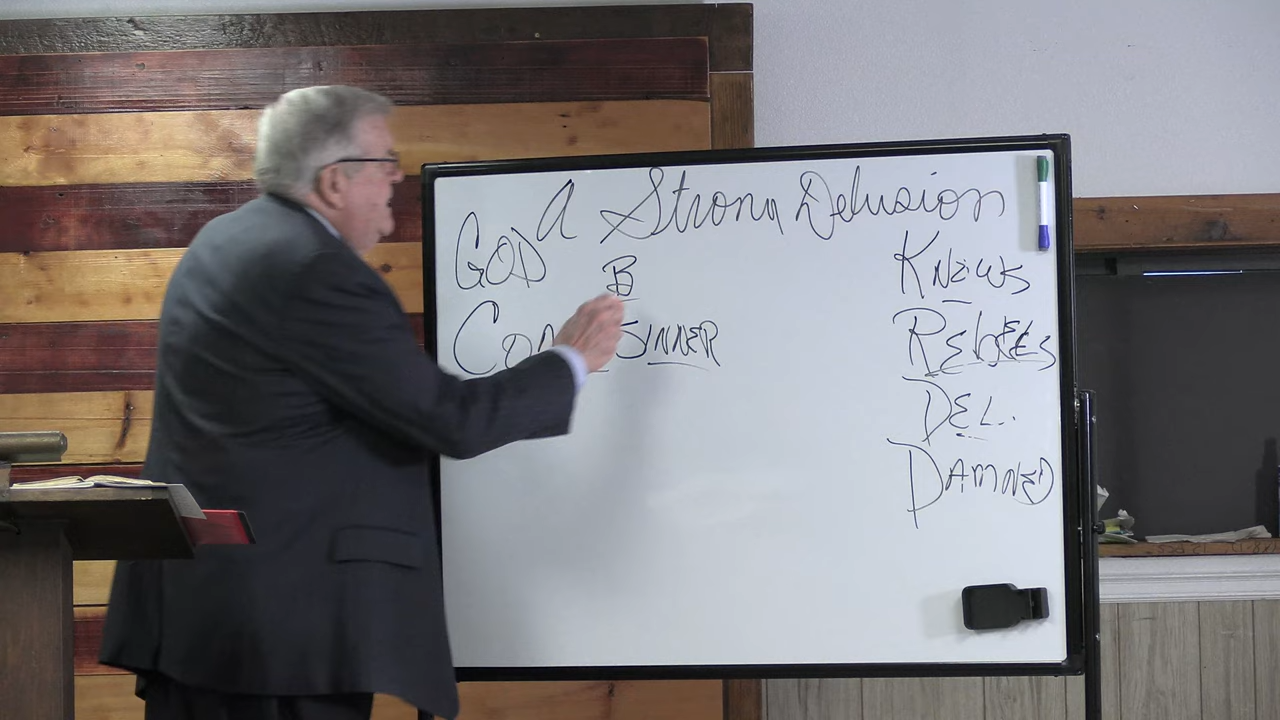 A Strong Delusion
GOD B
SINNER
KNOWS
REBELS
DEL.
DAMNED